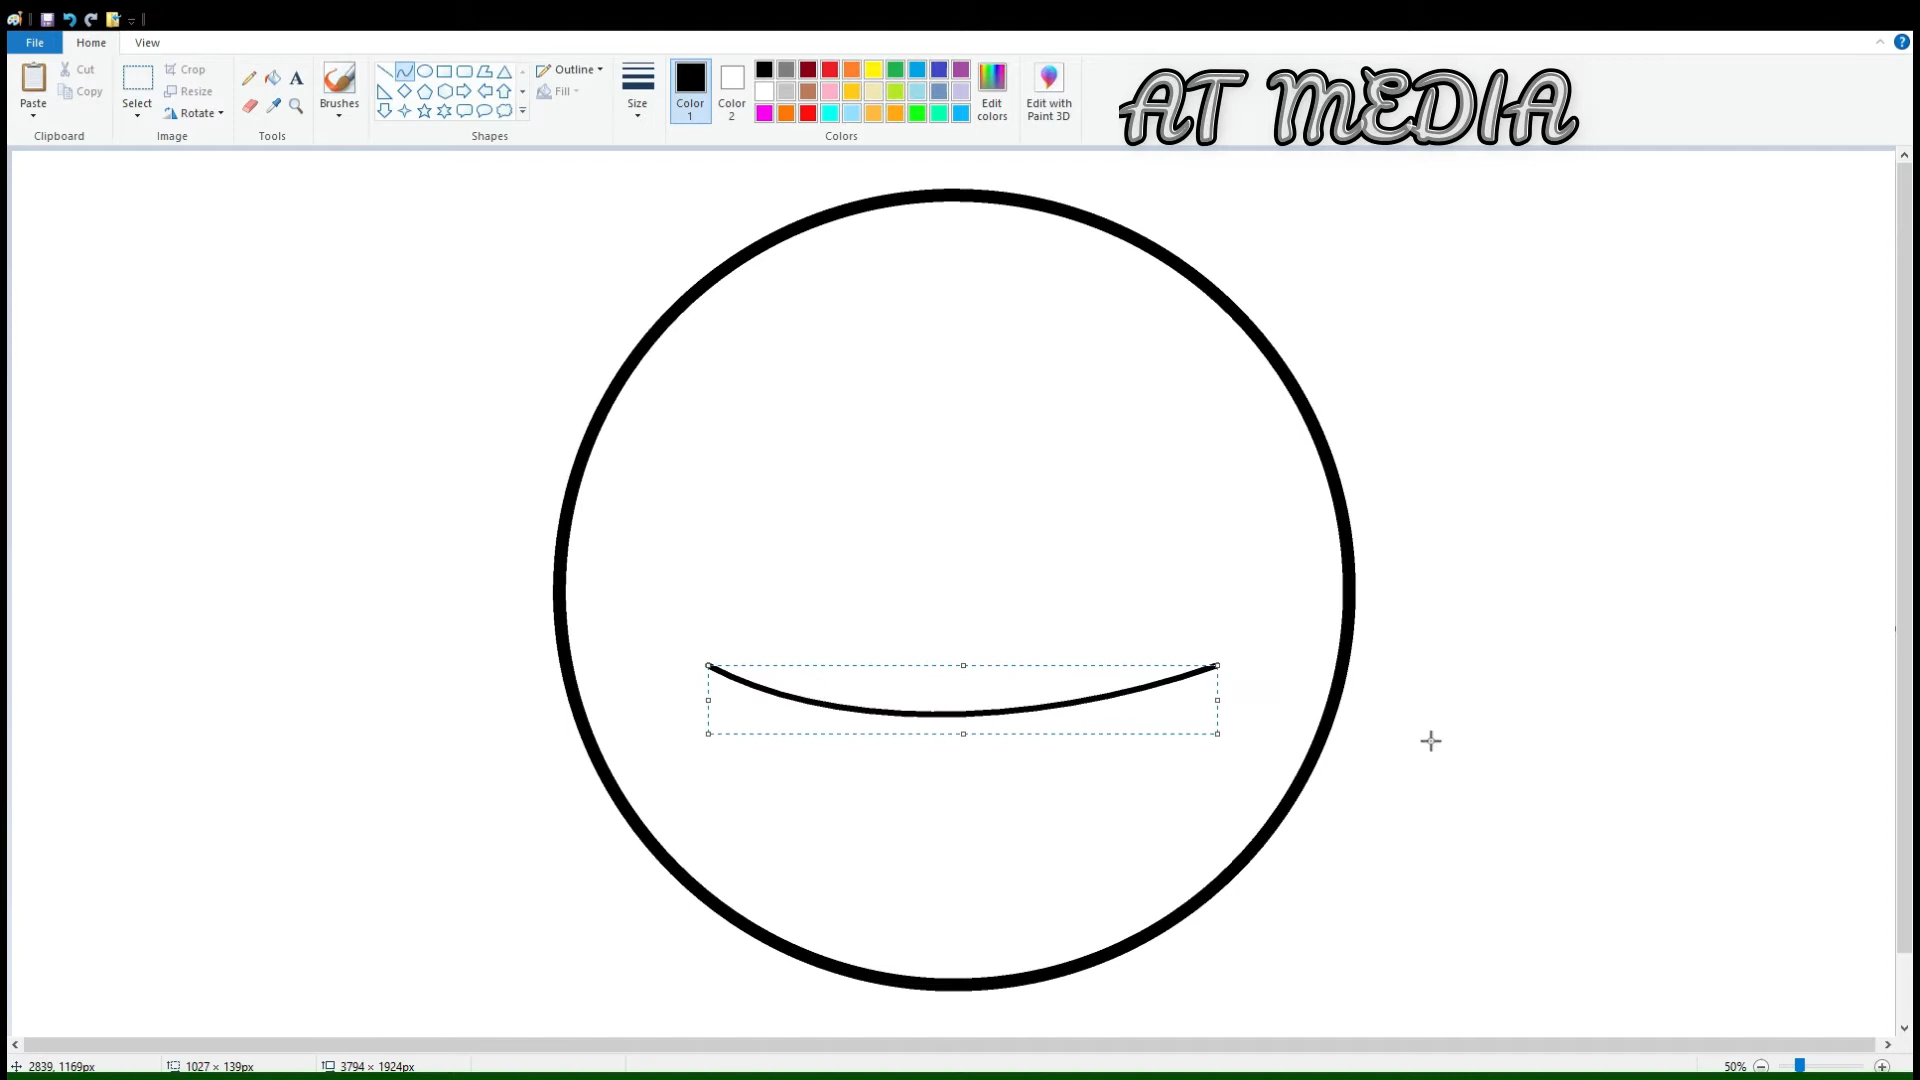 File Home View
AT MEDIA
Paste
Cut
Copy
Clipboard
Select
Crop
Resize
Rotate
Image
A
Tools
Brushes
Shapes
Outline
Fill
Size
Color
1
Color
2
Edit
colors
Colors
Edit with
Paint 3D
2839, 1169px 1027 × 139px 3794 × 1924px 50%